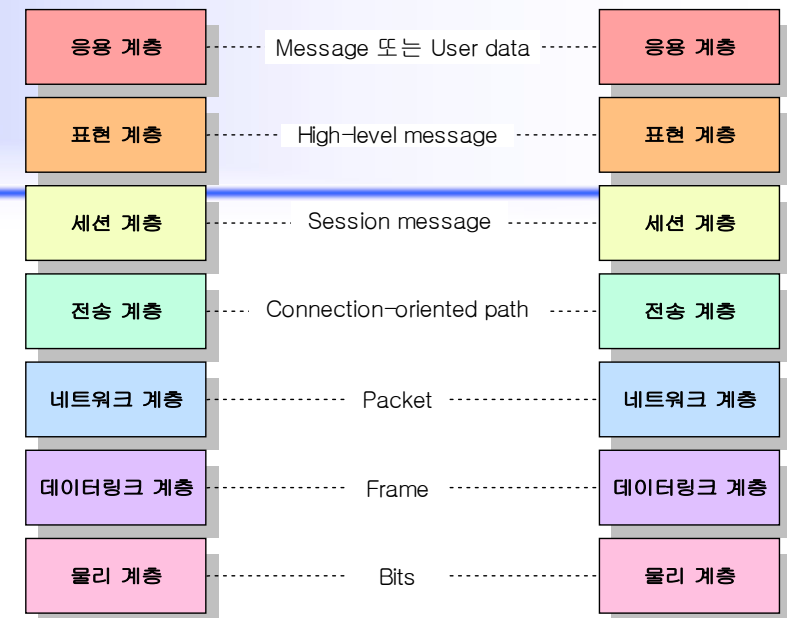 응용 계층 Message 또는 User data 응용 계층
표현 계층 High-level message 표현 계층
세션 계층 Session message 세션 계층
전송 계층 Connection-oriented path 전송 계층
네트워크 계층 Packet 네트워크 계층
데이터링크 계층 Frame 데이터링크 계층
물리 계층 Bits 물리 계층